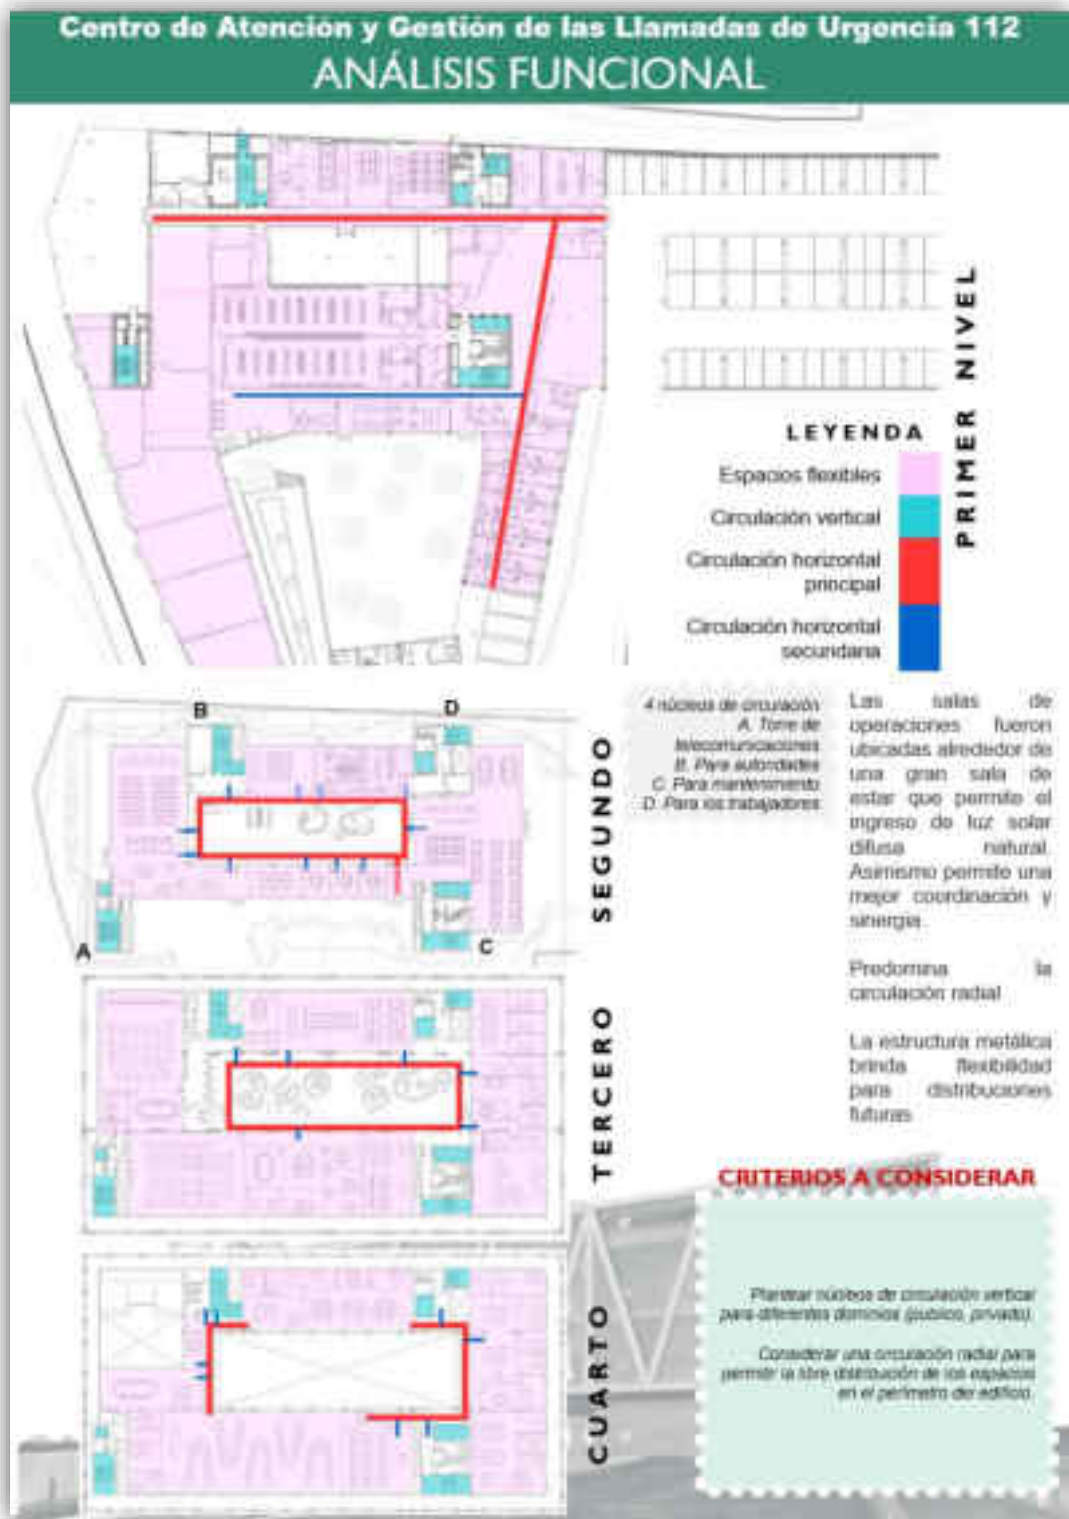 Centro de Atención y Gestión de las Llamadas de Urgencia 112
ANÁLISIS FUNCIONAL
PRIMER NIVEL
LEYENDA
Espacios flexibles
Circulación vertical
Circulación horizontal
principal
Circulación horizontal
secundaria
B
D
A
C
SEGUNDO
4 núcleos de circulación
A. Torre de
telecomunicaciones
B. Para autoridades
C. Para mantenimiento
D. Para los trabajadores
Las salas de
operaciones fueron
ubicadas alrededor de
una gran sala de
estar que permite el
ingreso de luz solar
difusa natural.
Asimismo permite una
mejor coordinación y
sinergia.
Predomina la
circulación radial
La estructura metálica
brinda flexibilidad
para distribuciones
futuras
TERCERO
CRITERIOS A CONSIDERAR
Plantear núcleos de circulación vertical
para diferentes dominios (público, privado).
Considerar una circulación radial para
permitir la libre distribución de los espacios
en el perímetro del edificio.
CUARTO